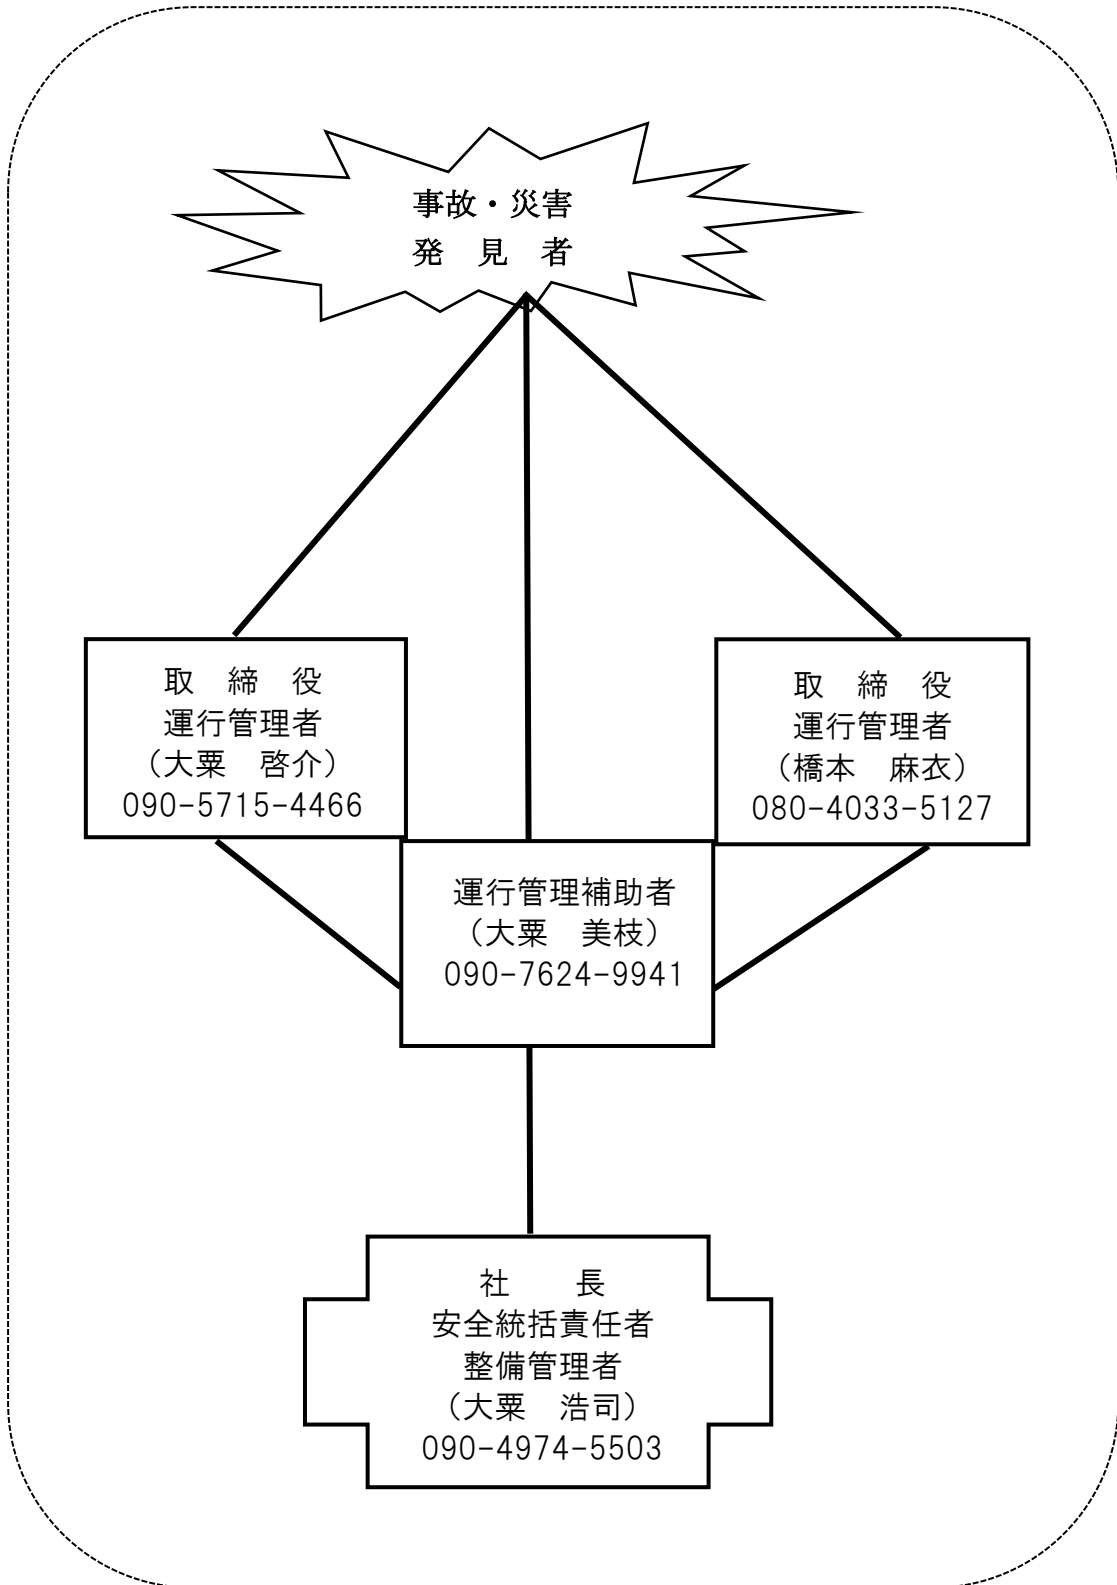 事故・災害
発　見　者
取　締　役
運行管理者
（大粟　啓介）
090-5715-4466
取　締　役
運行管理者
（橋本　麻衣）
080-4033-5127
運行管理補助者
（大粟　美枝）
090-7624-9941
社　　長
安全統括責任者
整備管理者
（大粟　浩司）
090-4974-5503